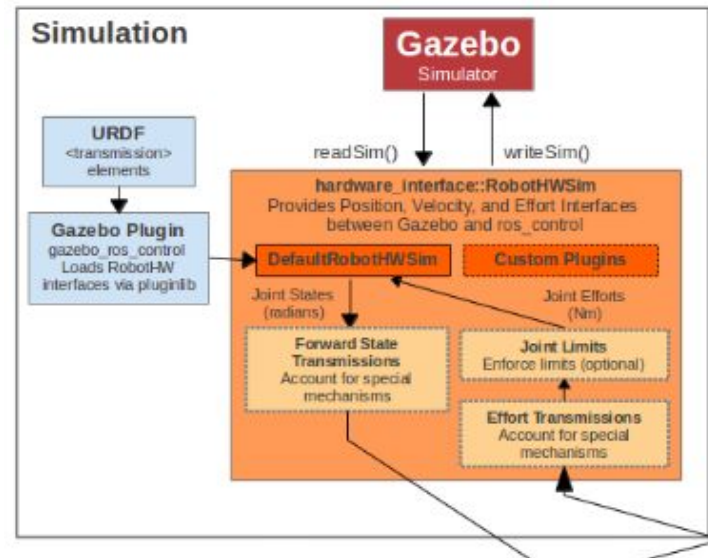 Simulation
Gazebo
Simulator
URDF
<transmission>
elements
readSim()
writeSim()
hardware_interface::RobotHWSim
Provides Position, Velocity, and Effort Interfaces
between Gazebo and ros_control
Gazebo Plugin
gazebo_ros_control
Loads RobotHW
interfaces via pluginlib
DefaultRobotHWSim
Custom Plugins
Joint States
(radians)
Joint Efforts
(Nm)
Forward State
Transmissions
Account for special
mechanisms
Joint Limits
Enforce limits (optional)
Effort Transmissions
Account for special
mechanisms